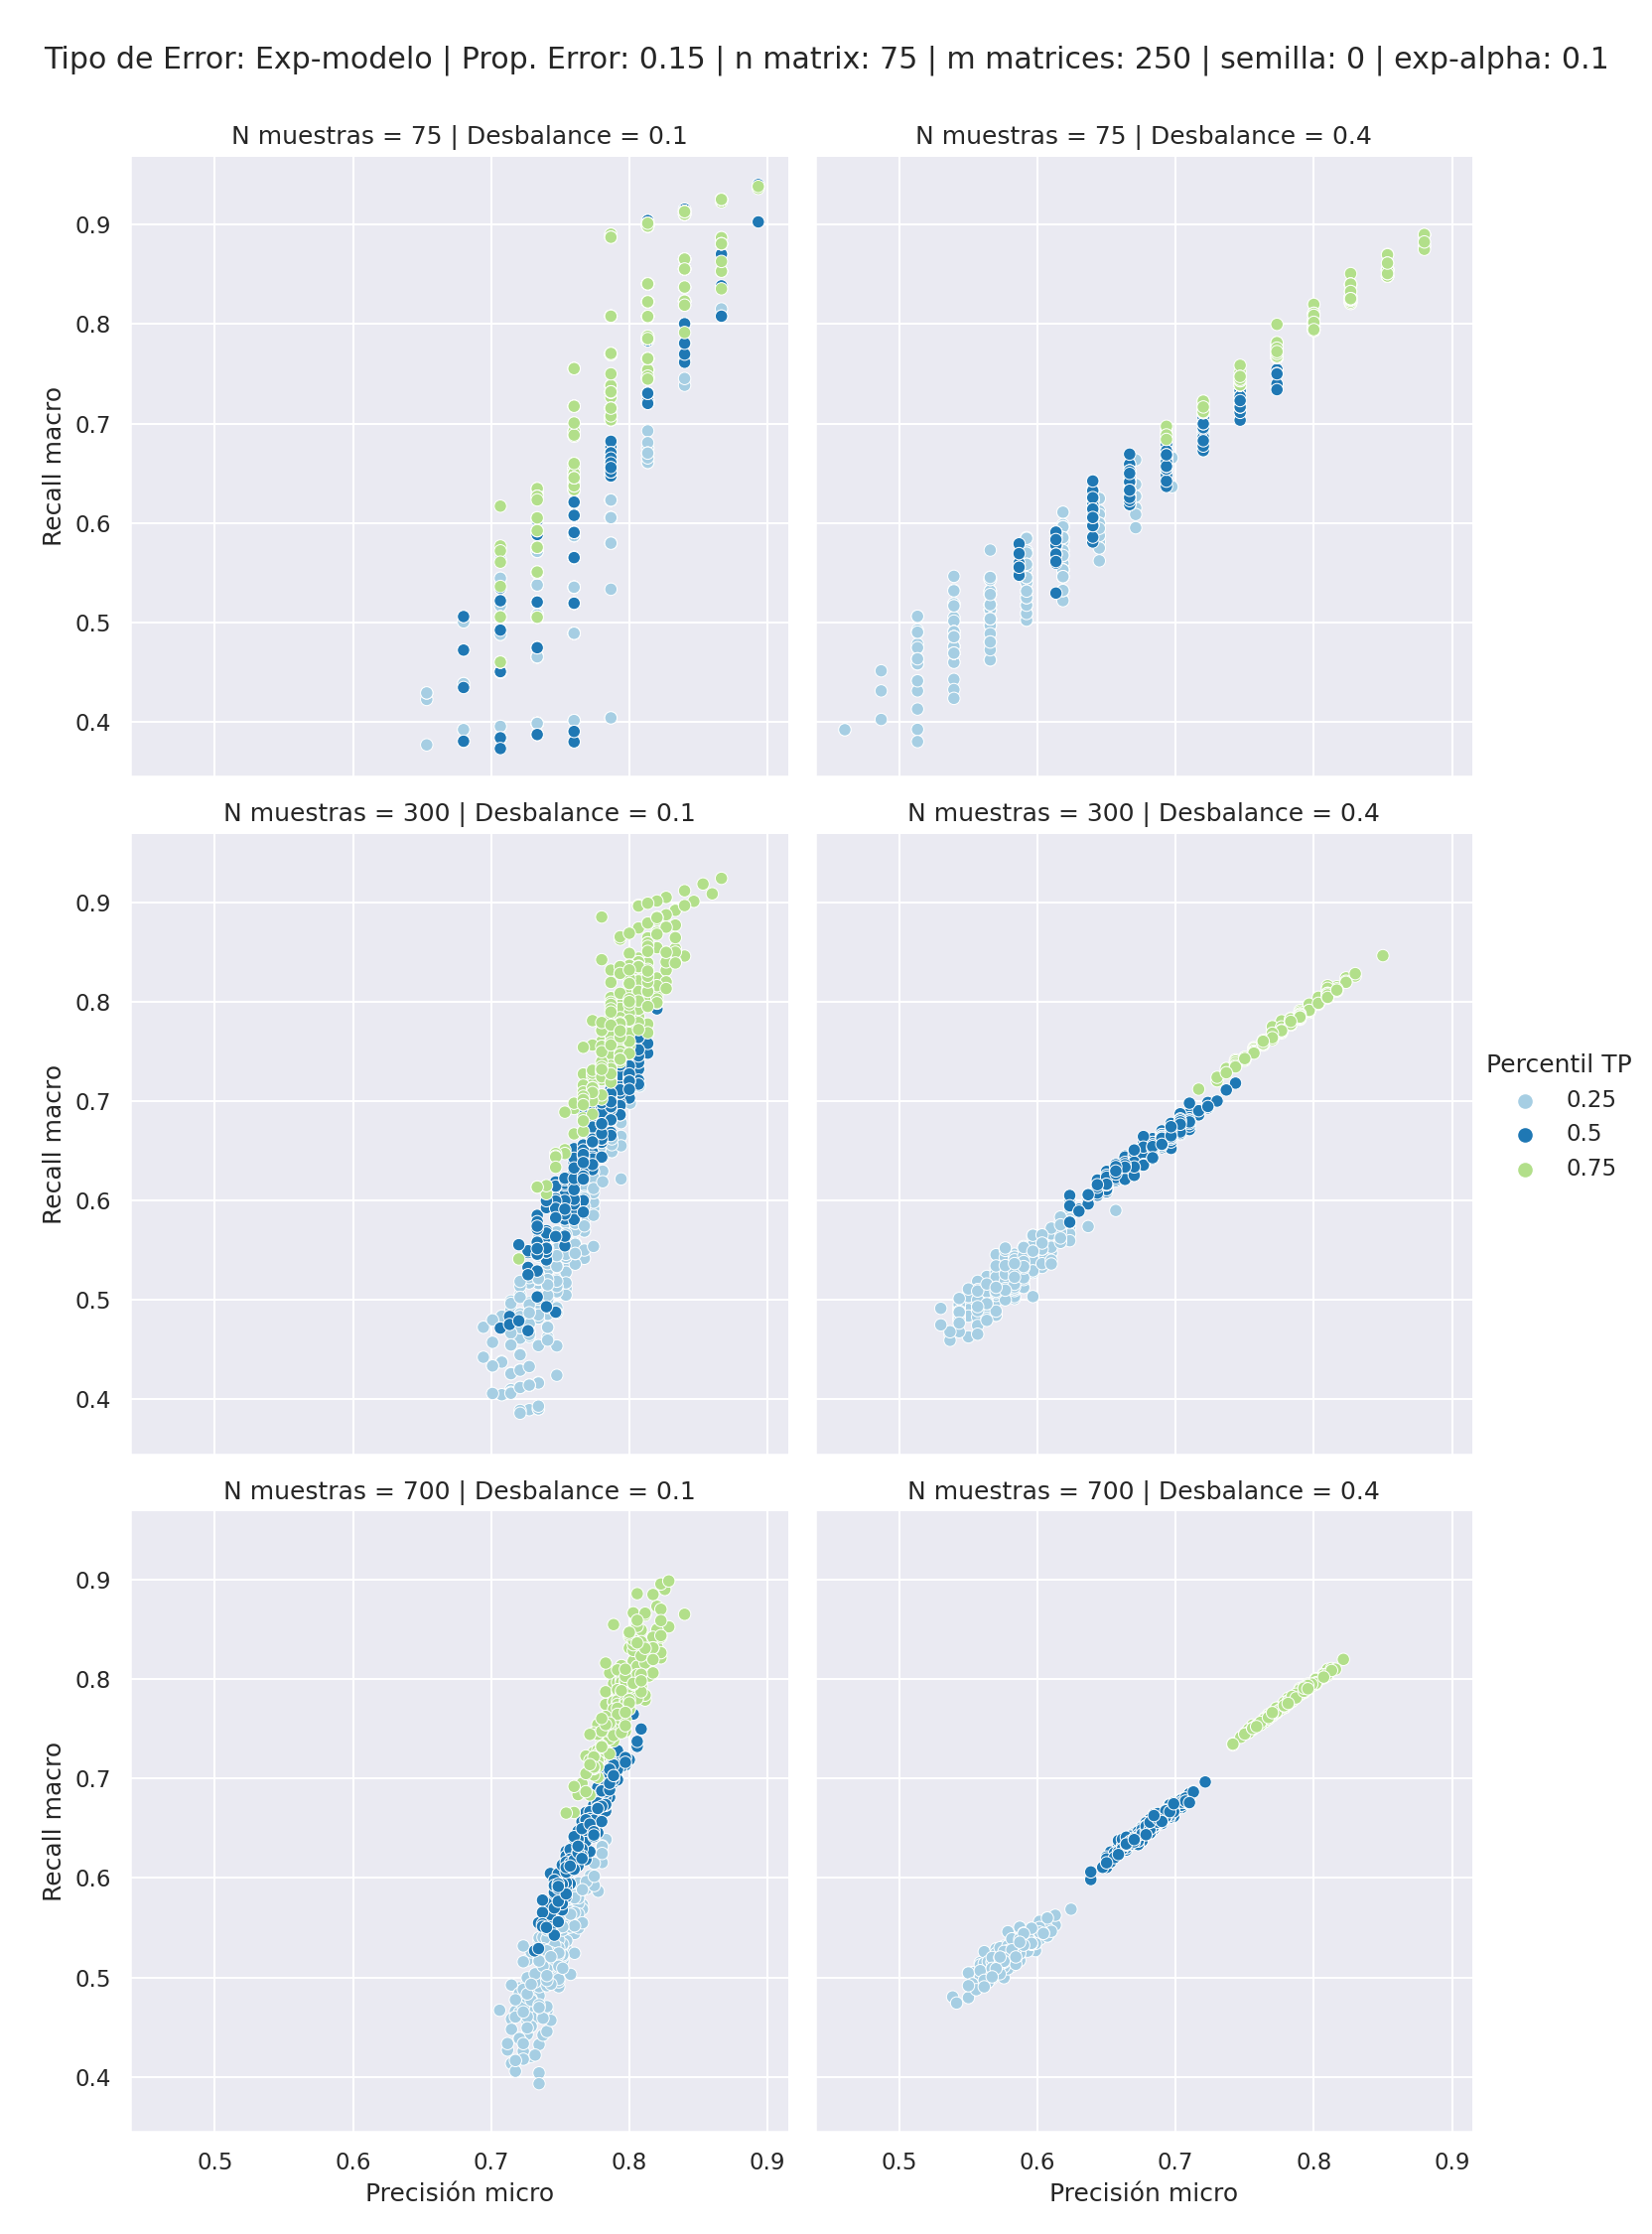 Tipo de Error: Exp-modelo | Prop. Error: 0.15 | n matrix: 75 | m matrices: 250 | semilla: 0 | exp-alpha: 0.1
N muestras = 75 | Desbalance = 0.1
N muestras = 75 | Desbalance = 0.4
0.9
0.8
0.7
0.6
0.5
0.4
Recall macro
N muestras = 300 | Desbalance = 0.1
N muestras = 300 | Desbalance = 0.4
0.9
0.8
0.7
0.6
0.5
0.4
Recall macro
Percentil TP
0.25
0.5
0.75
N muestras = 700 | Desbalance = 0.1
N muestras = 700 | Desbalance = 0.4
0.9
0.8
0.7
0.6
0.5
0.4
Recall macro
0.5 0.6 0.7 0.8 0.9
0.5 0.6 0.7 0.8 0.9
Precisión micro
Precisión micro